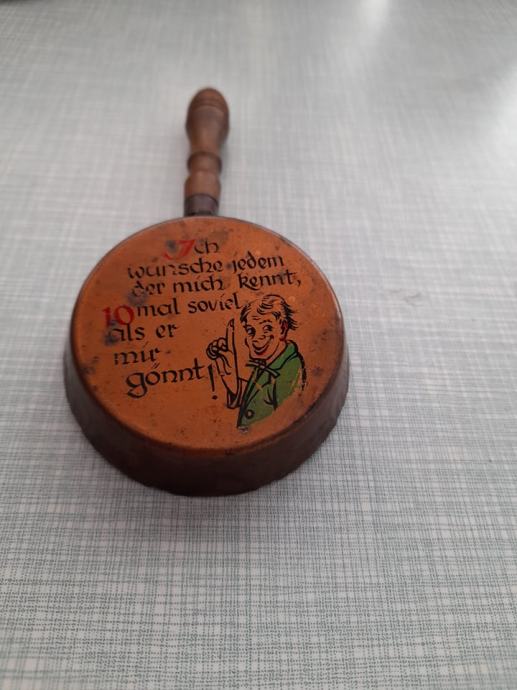 Ich
wünsche jedem
der mich kennt,
10 mal soviel
als er
mir
gönnt!